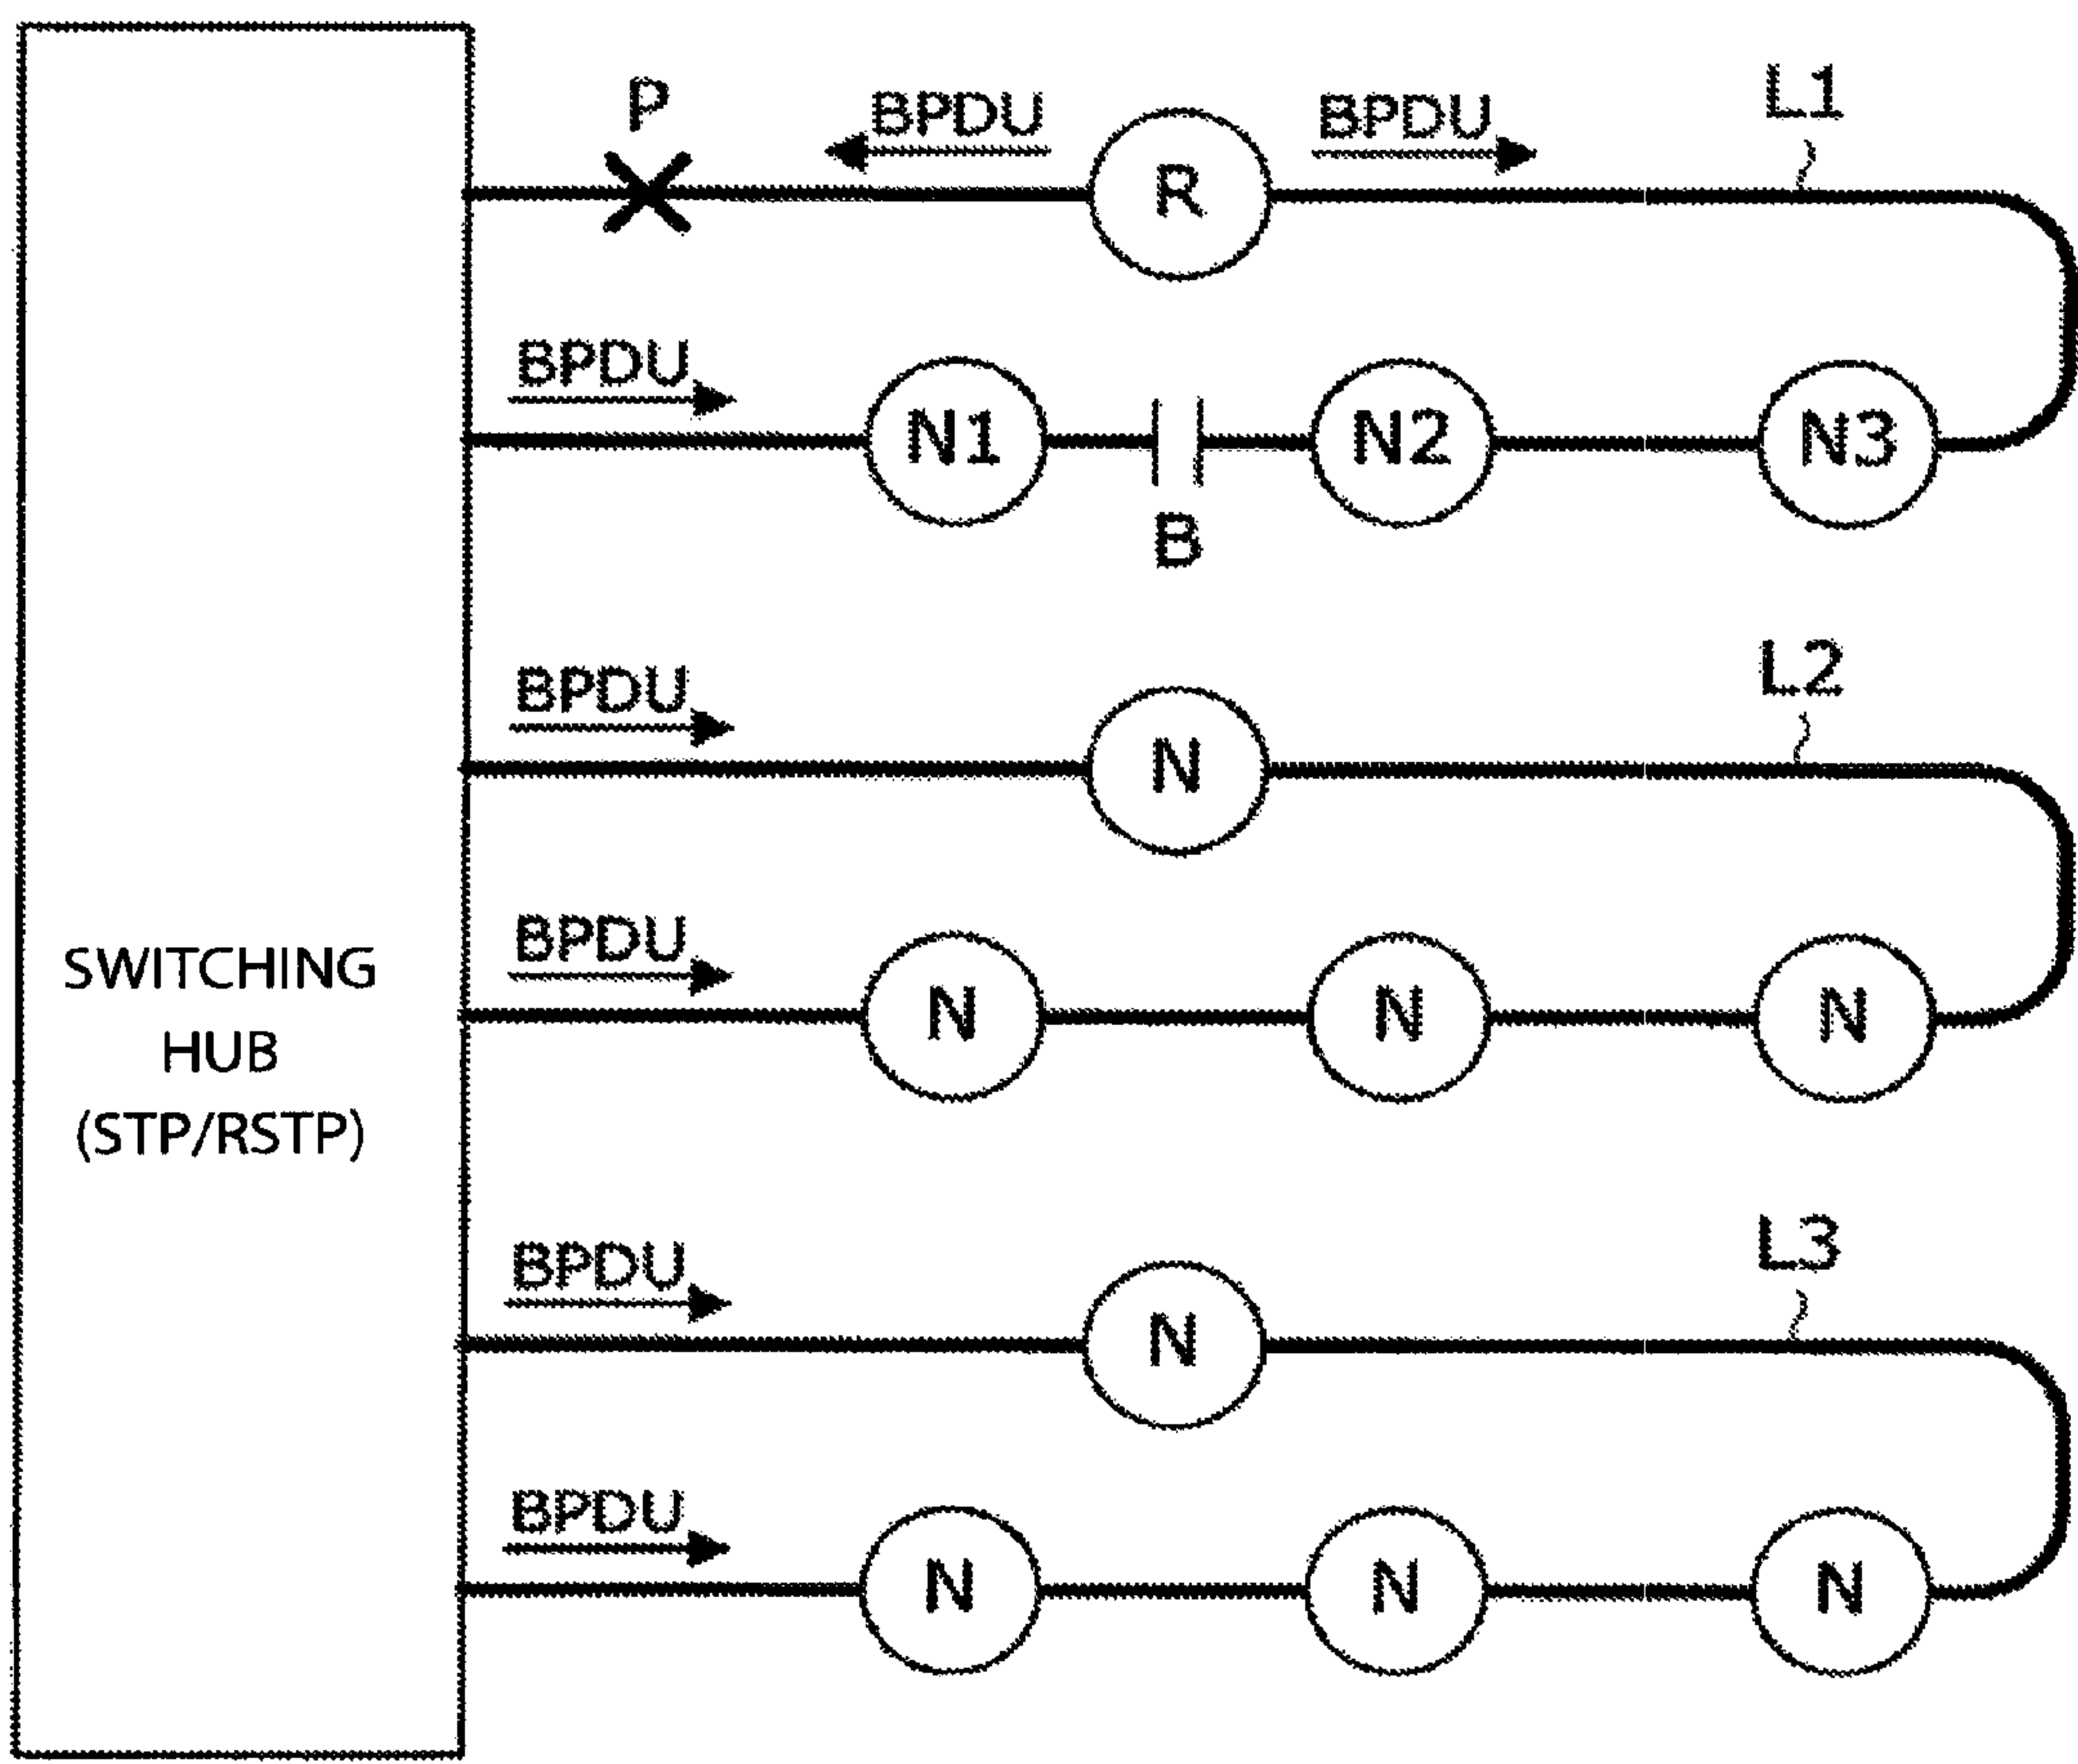 P
BPDU
BPDU
L1
R
BPDU
N1
N2
N3
B
BPDU
L2
N
BPDU
N
N
N
SWITCHING
HUB
(STP/RSTP)
BPDU
L3
N
BPDU
N
N
N